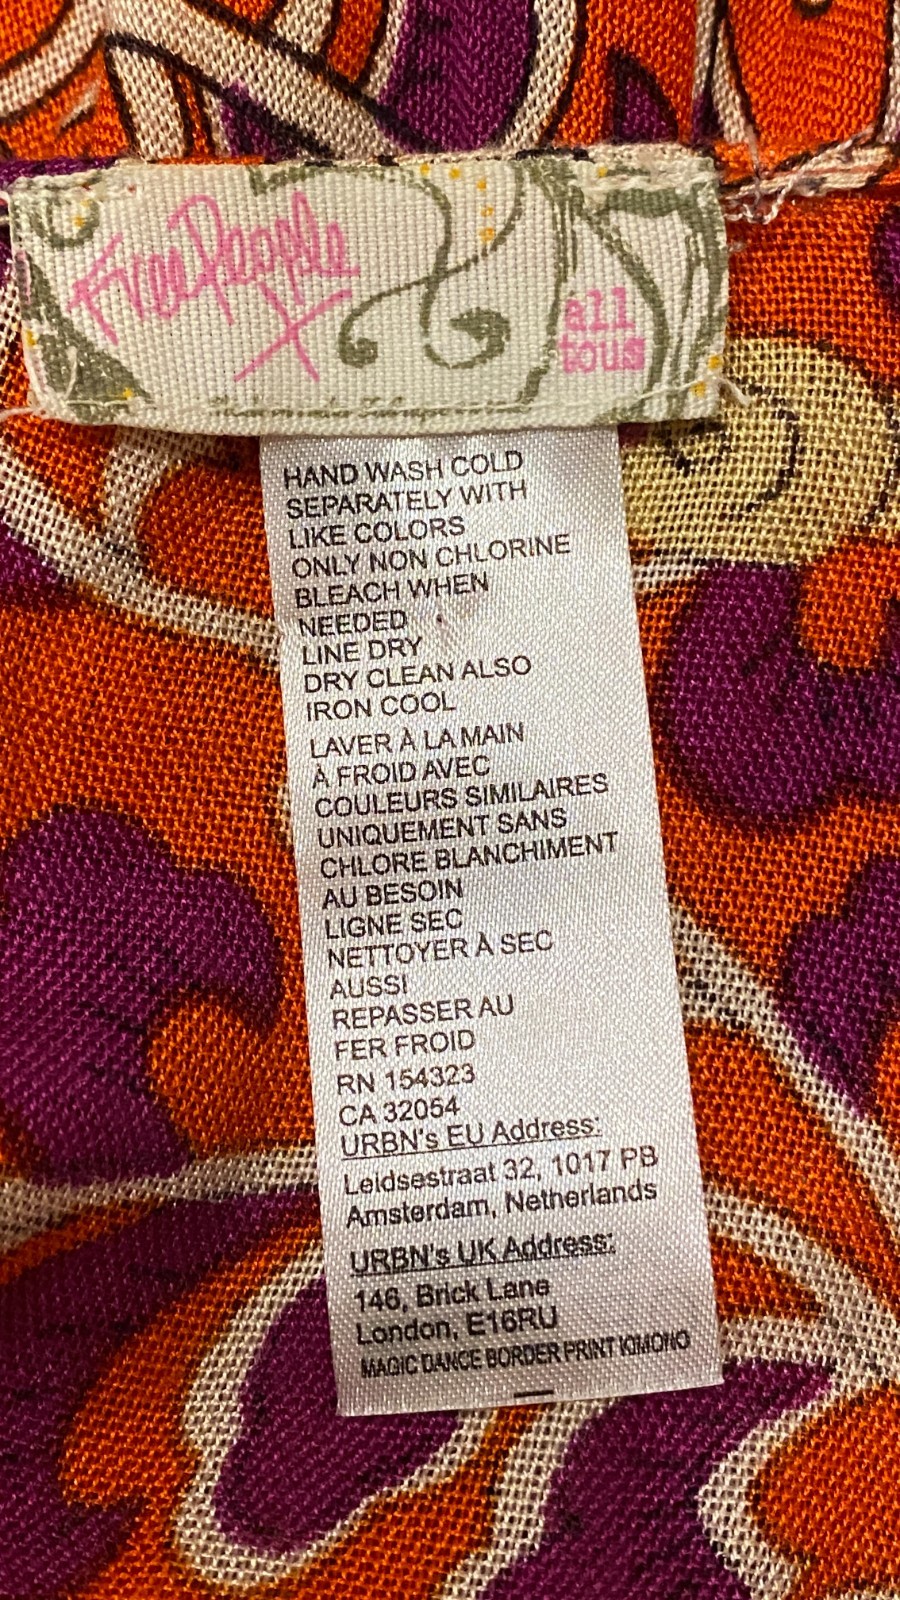 Free People
X
all
tous
HAND WASH COLD
SEPARATELY WITH
LIKE COLORS
ONLY NON CHLORINE
BLEACH WHEN
NEEDED
LINE DRY
DRY CLEAN ALSO
IRON COOL
LAVER À LA MAIN
À FROID AVEC
COULEURS SIMILAIRES
UNIQUEMENT SANS
CHLORE BLANCHIMENT
AU BESOIN
LIGNE SEC
NETTOYER À SEC
AUSSI
REPASSER AU
FER FROID
RN 154323
CA 32054
URBN's EU Address:
Leidsestraat 32, 1017 PB
Amsterdam, Netherlands
URBN's UK Address:
146, Brick Lane
London, E16RU
MAGIC DANCE BORDER PRINT KIMONO